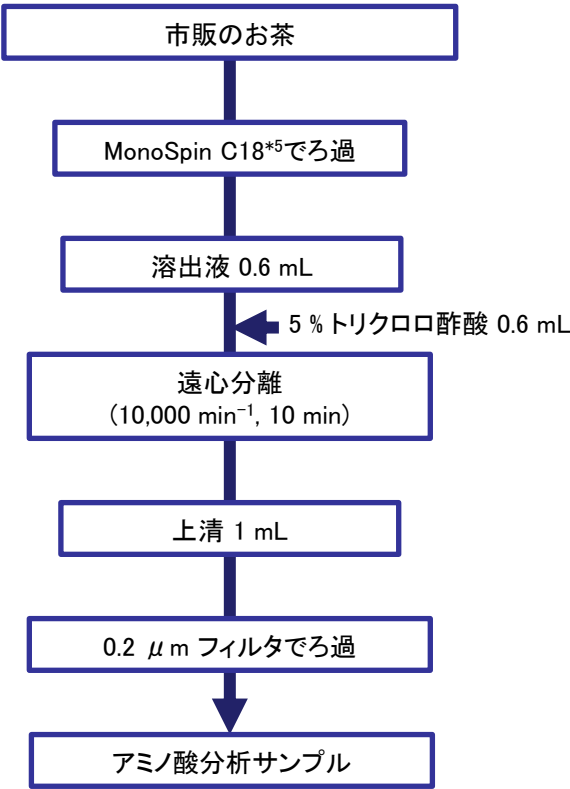 市販のお茶
MonoSpin C18*5でろ過
溶出液 0.6 mL
5 % トリクロロ酢酸 0.6 mL
遠心分離
(10,000 min⁻¹, 10 min)
上清 1 mL
0.2 μm フィルタでろ過
アミノ酸分析サンプル